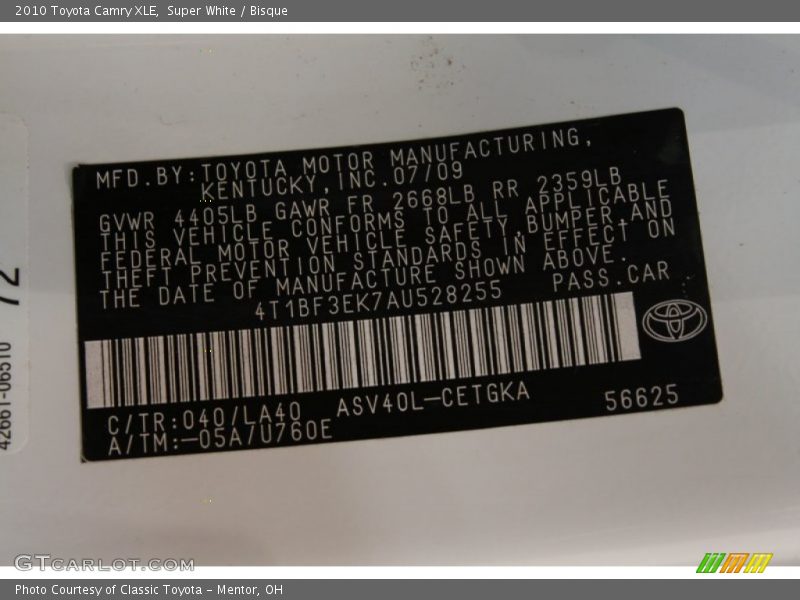 2010 Toyota Camry XLE,  Super White / Bisque
MFD.BY:TOYOTA MOTOR MANUFACTURING,
KENTUCKY,INC.07/09
GVWR 4405LB GAWR FR 2668LB RR 2359LB
THIS VEHICLE CONFORMS TO ALL APPLICABLE
FEDERAL MOTOR VEHICLE SAFETY,BUMPER,AND
THEFT PREVENTION STANDARDS IN EFFECT ON
THE DATE OF MANUFACTURE SHOWN ABOVE.
4T1BF3EK7AU528255 PASS.CAR
C/TR:040/LA40 ASV40L-CETGKA 56625
A/TM:-05A/U760E
72
42661-06510
GTCARLOT.COM
Photo Courtesy of Classic Toyota - Mentor, OH